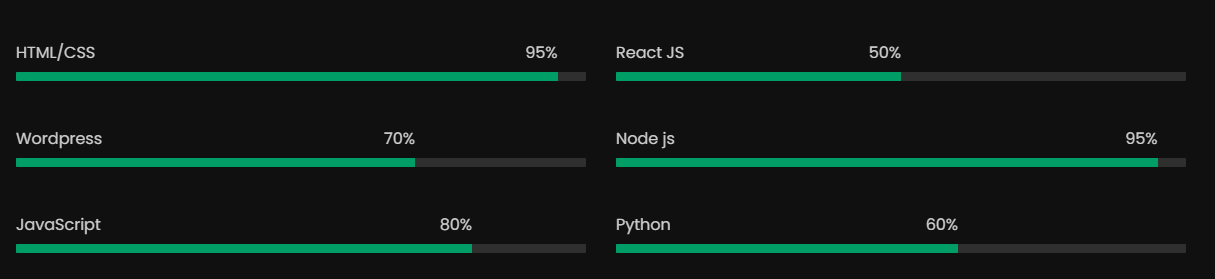 HTML/CSS 95%
React JS 50%
Wordpress 70%
Node js 95%
JavaScript 80%
Python 60%